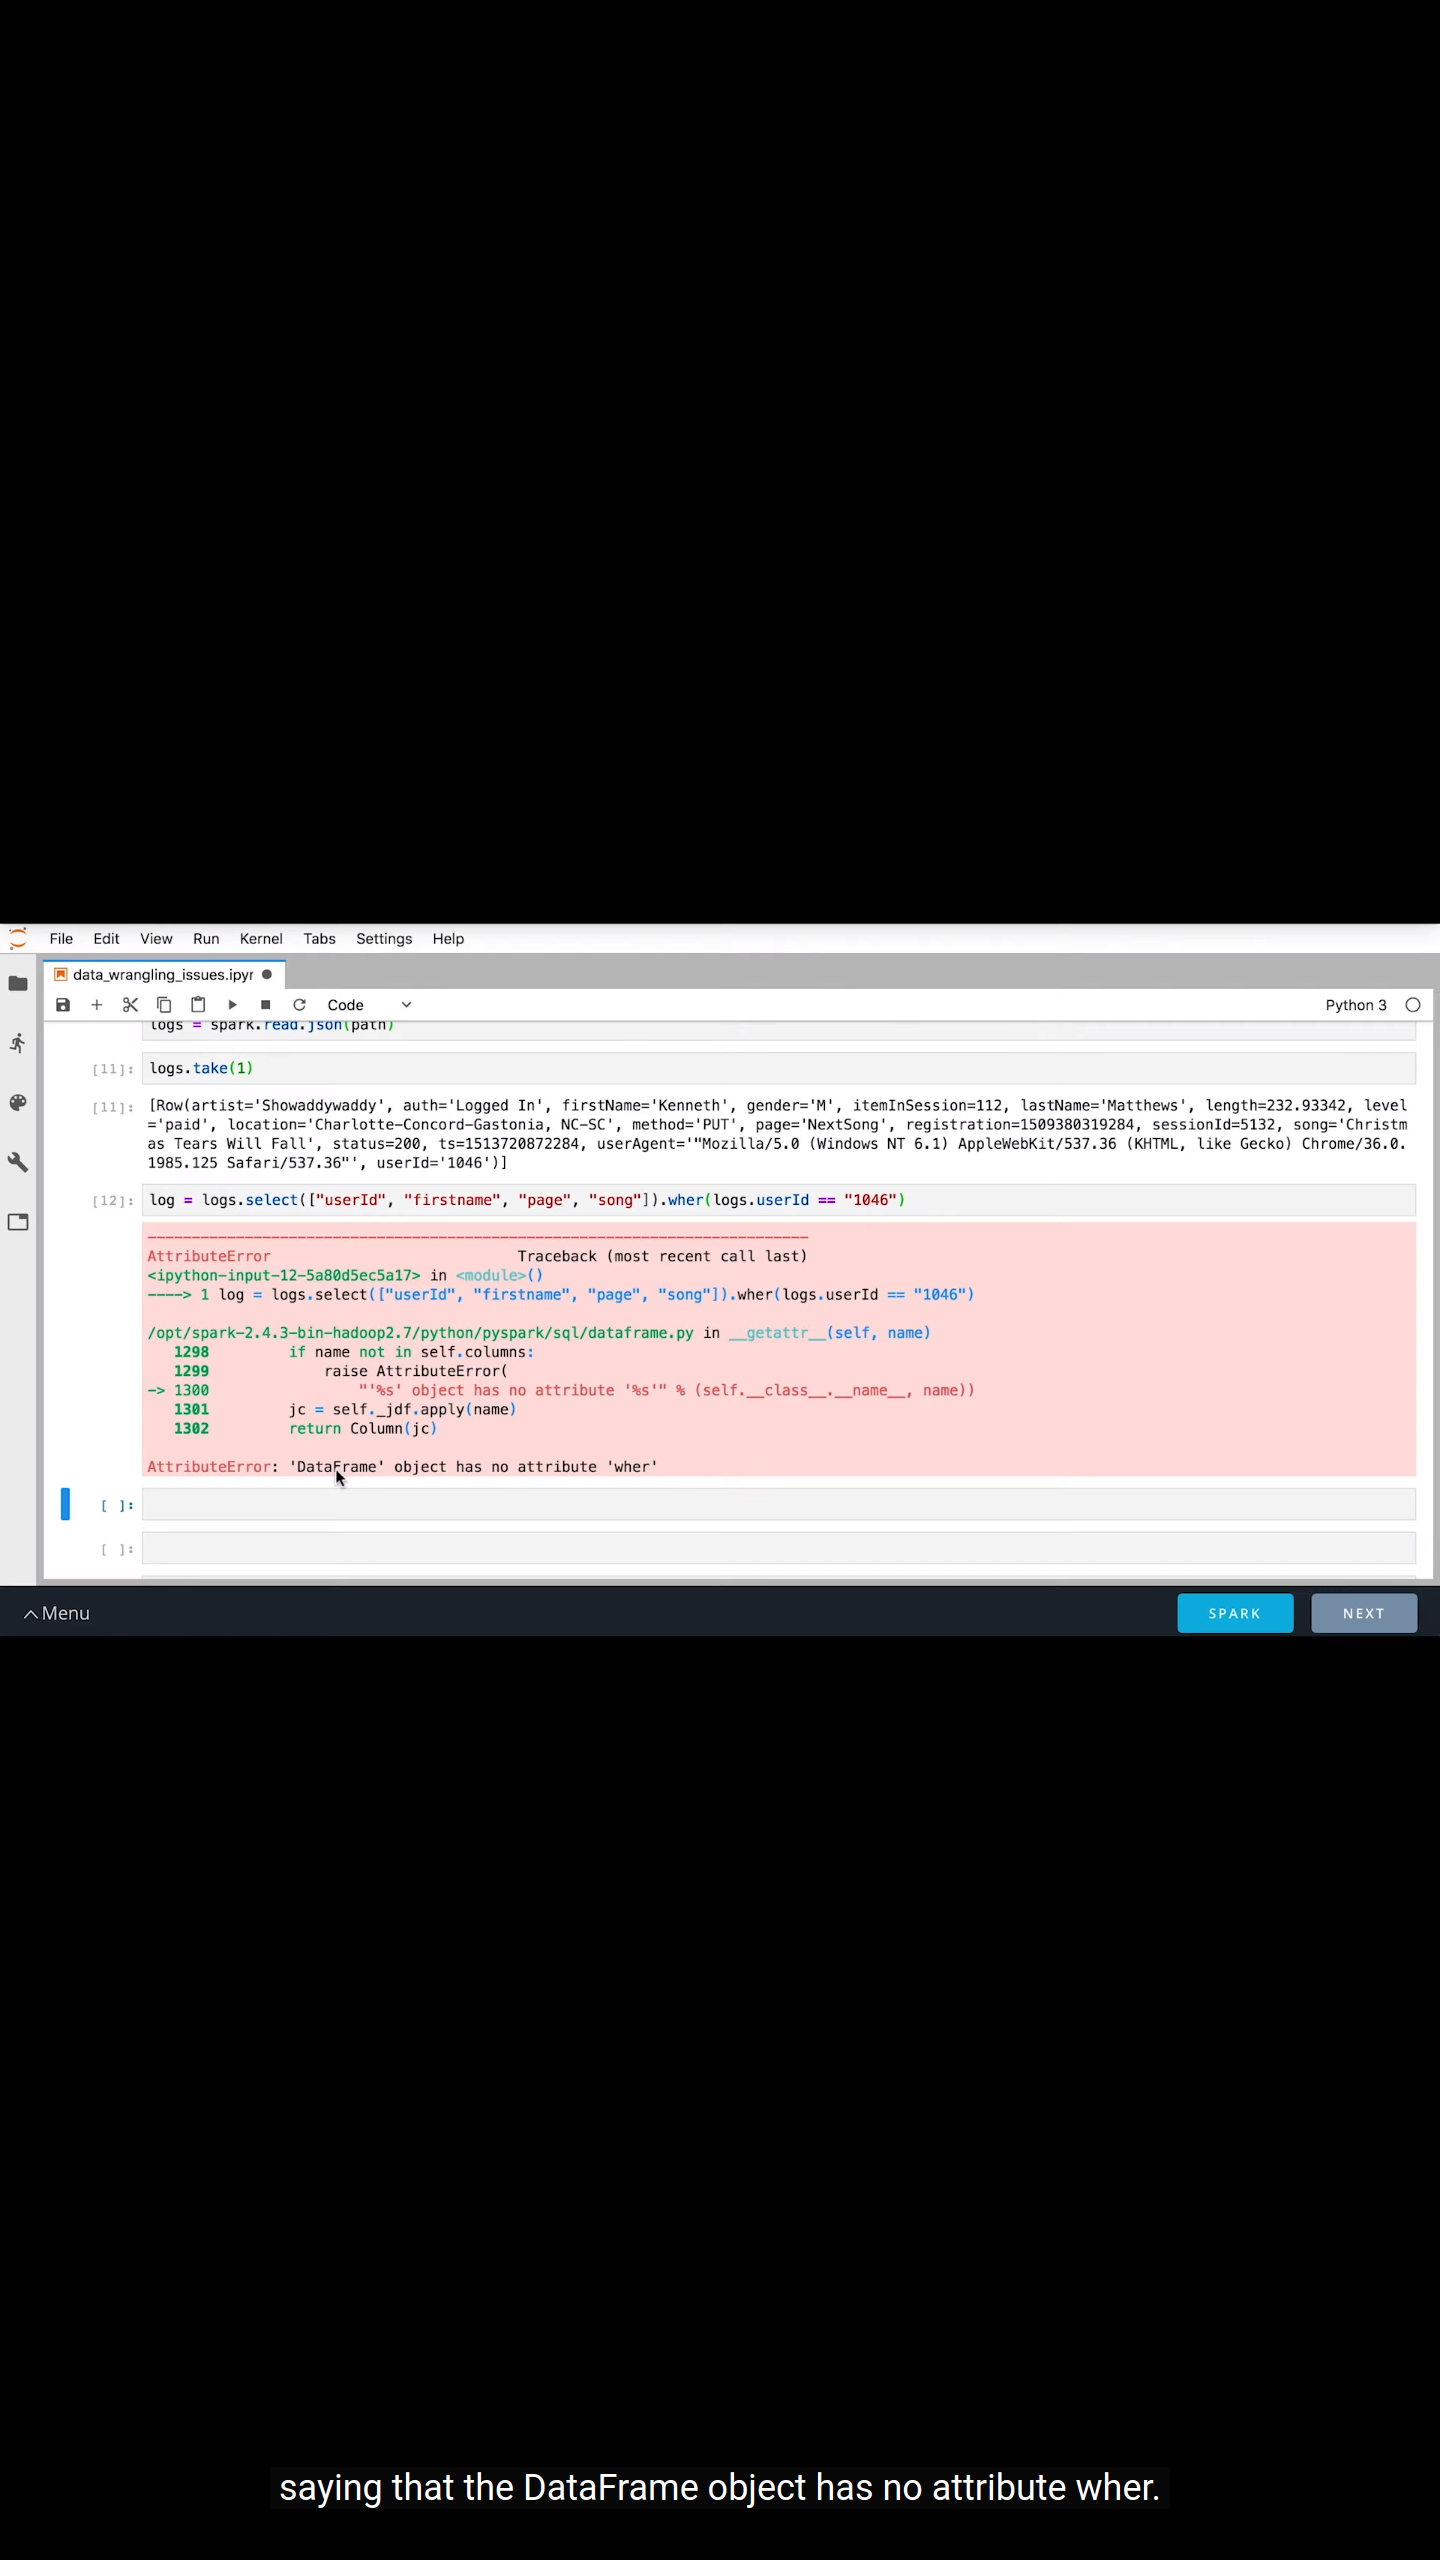 File Edit View Run Kernel Tabs Settings Help
data_wrangling_issues.ipyr
Code Python 3
logs = spark.read.json(path)
[11]: logs.take(1)
[11]: [Row(artist='Showaddywaddy', auth='Logged In', firstName='Kenneth', gender='M', itemInSession=112, lastName='Matthews', length=232.93342, level
='paid', location='Charlotte-Concord-Gastonia, NC-SC', method='PUT', page='NextSong', registration=1509380319284, sessionId=5132, song='Christm
as Tears Will Fall', status=200, ts=1513720872284, userAgent='"Mozilla/5.0 (Windows NT 6.1) AppleWebKit/537.36 (KHTML, like Gecko) Chrome/36.0.
1985.125 Safari/537.36"', userId='1046')]
[12]: log = logs.select(["userId", "firstname", "page", "song"]).wher(logs.userId == "1046")
AttributeError Traceback (most recent call last)
<ipython-input-12-5a80d5ec5a17> in <module>()
----> 1 log = logs.select(["userId", "firstname", "page", "song"]).wher(logs.userId == "1046")
/opt/spark-2.4.3-bin-hadoop2.7/python/pyspark/sql/dataframe.py in __getattr__(self, name)
1298 if name not in self.columns:
1299 raise AttributeError(
-> 1300 "'%s' object has no attribute '%s'" % (self.__class__.__name__, name))
1301 jc = self._jdf.apply(name)
1302 return Column(jc)
AttributeError: 'DataFrame' object has no attribute 'wher'
[ ]:
[ ]:
Menu SPARK NEXT
saying that the DataFrame object has no attribute wher.